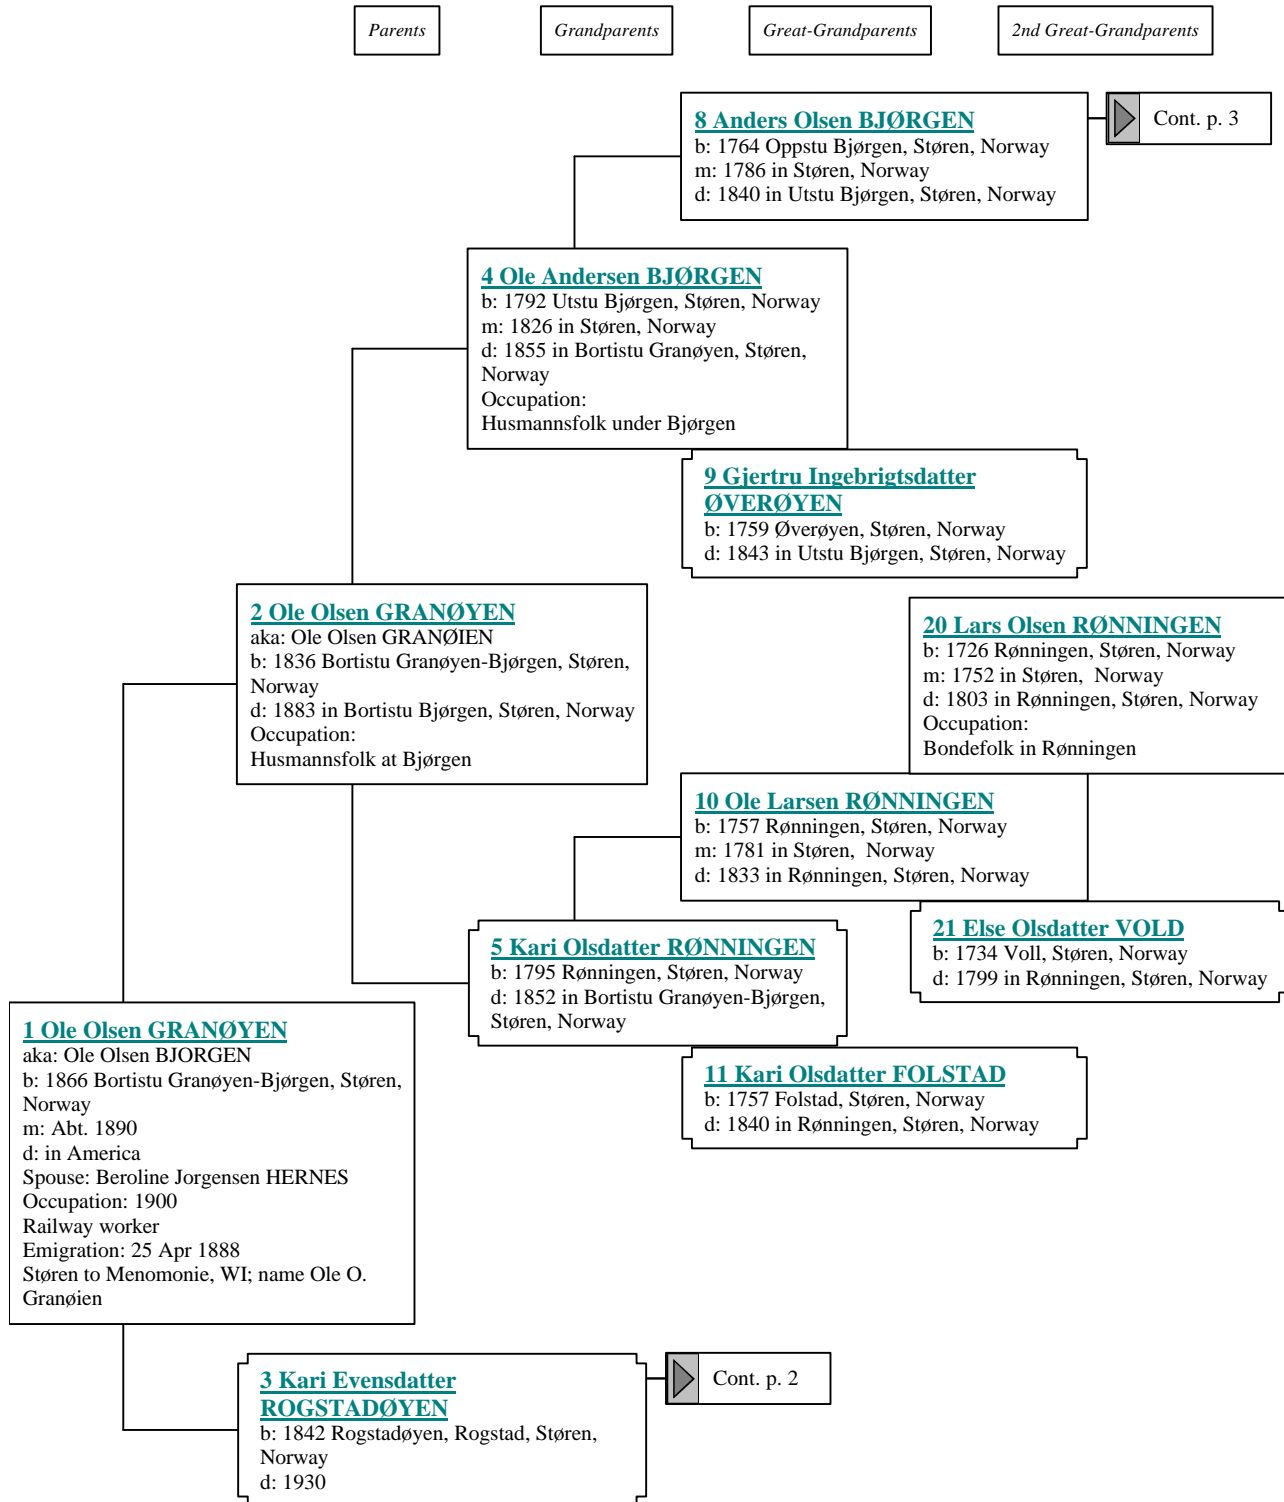 Parents
Grandparents
Great-Grandparents
2nd Great-Grandparents
8 Anders Olsen BJØRGEN
b: 1764 Oppstu Bjørgen, Støren, Norway
m: 1786 in Støren, Norway
d: 1840 in Utstu Bjørgen, Støren, Norway
Cont. p. 3
4 Ole Andersen BJØRGEN
b: 1792 Utstu Bjørgen, Støren, Norway
m: 1826 in Støren, Norway
d: 1855 in Bortistu Granøyen, Støren,
Norway
Occupation:
Husmannsfolk under Bjørgen
9 Gjertru Ingebrigtsdatter
ØVERØYEN
b: 1759 Øverøyen, Støren, Norway
d: 1843 in Utstu Bjørgen, Støren, Norway
2 Ole Olsen GRANØYEN
aka: Ole Olsen GRANØIEN
b: 1836 Bortistu Granøyen-Bjørgen, Støren,
Norway
d: 1883 in Bortistu Bjørgen, Støren, Norway
Occupation:
Husmannsfolk at Bjørgen
20 Lars Olsen RØNNINGEN
b: 1726 Rønningen, Støren, Norway
m: 1752 in Støren,  Norway
d: 1803 in Rønningen, Støren, Norway
Occupation:
Bondefolk in Rønningen
10 Ole Larsen RØNNINGEN
b: 1757 Rønningen, Støren, Norway
m: 1781 in Støren,  Norway
d: 1833 in Rønningen, Støren, Norway
21 Else Olsdatter VOLD
b: 1734 Voll, Støren, Norway
d: 1799 in Rønningen, Støren, Norway
5 Kari Olsdatter RØNNINGEN
b: 1795 Rønningen, Støren, Norway
d: 1852 in Bortistu Granøyen-Bjørgen,
Støren, Norway
11 Kari Olsdatter FOLSTAD
b: 1757 Folstad, Støren, Norway
d: 1840 in Rønningen, Støren, Norway
1 Ole Olsen GRANØYEN
aka: Ole Olsen BJORGEN
b: 1866 Bortistu Granøyen-Bjørgen, Støren,
Norway
m: Abt. 1890
d: in America
Spouse: Beroline Jorgensen HERNES
Occupation: 1900
Railway worker
Emigration: 25 Apr 1888
Støren to Menomonie, WI; name Ole O.
Granøien
3 Kari Evensdatter
ROGSTADØYEN
b: 1842 Rogstadøyen, Rogstad, Støren,
Norway
d: 1930
Cont. p. 2